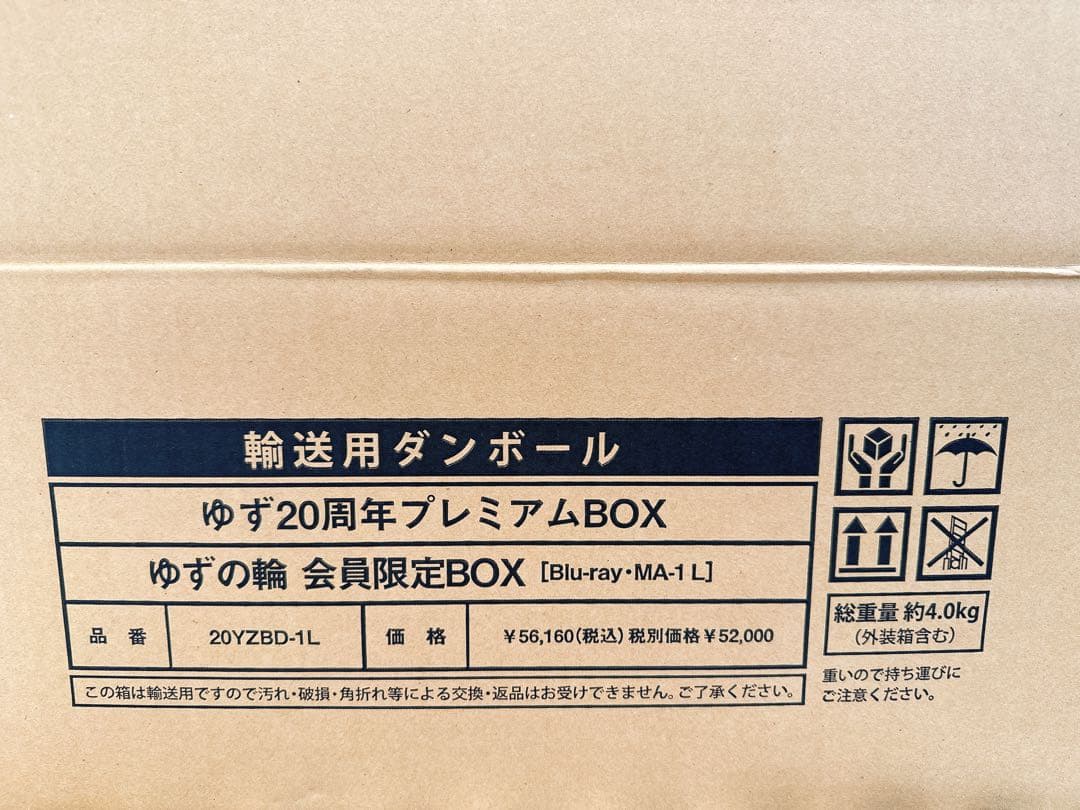 輸送用ダンボール
ゆず20周年プレミアムBOX
ゆずの輪 会員限定BOX [Blu-ray・MA-1 L]
品番 20YZBD-1L 価格 ¥56,160(税込) 税別価格¥52,000
この箱は輸送用ですので汚れ・破損・角折れ等による交換・返品はお受けできません。ご了承ください。
総重量 約4.0kg
(外装箱含む)
重いので持ち運びに
ご注意ください。